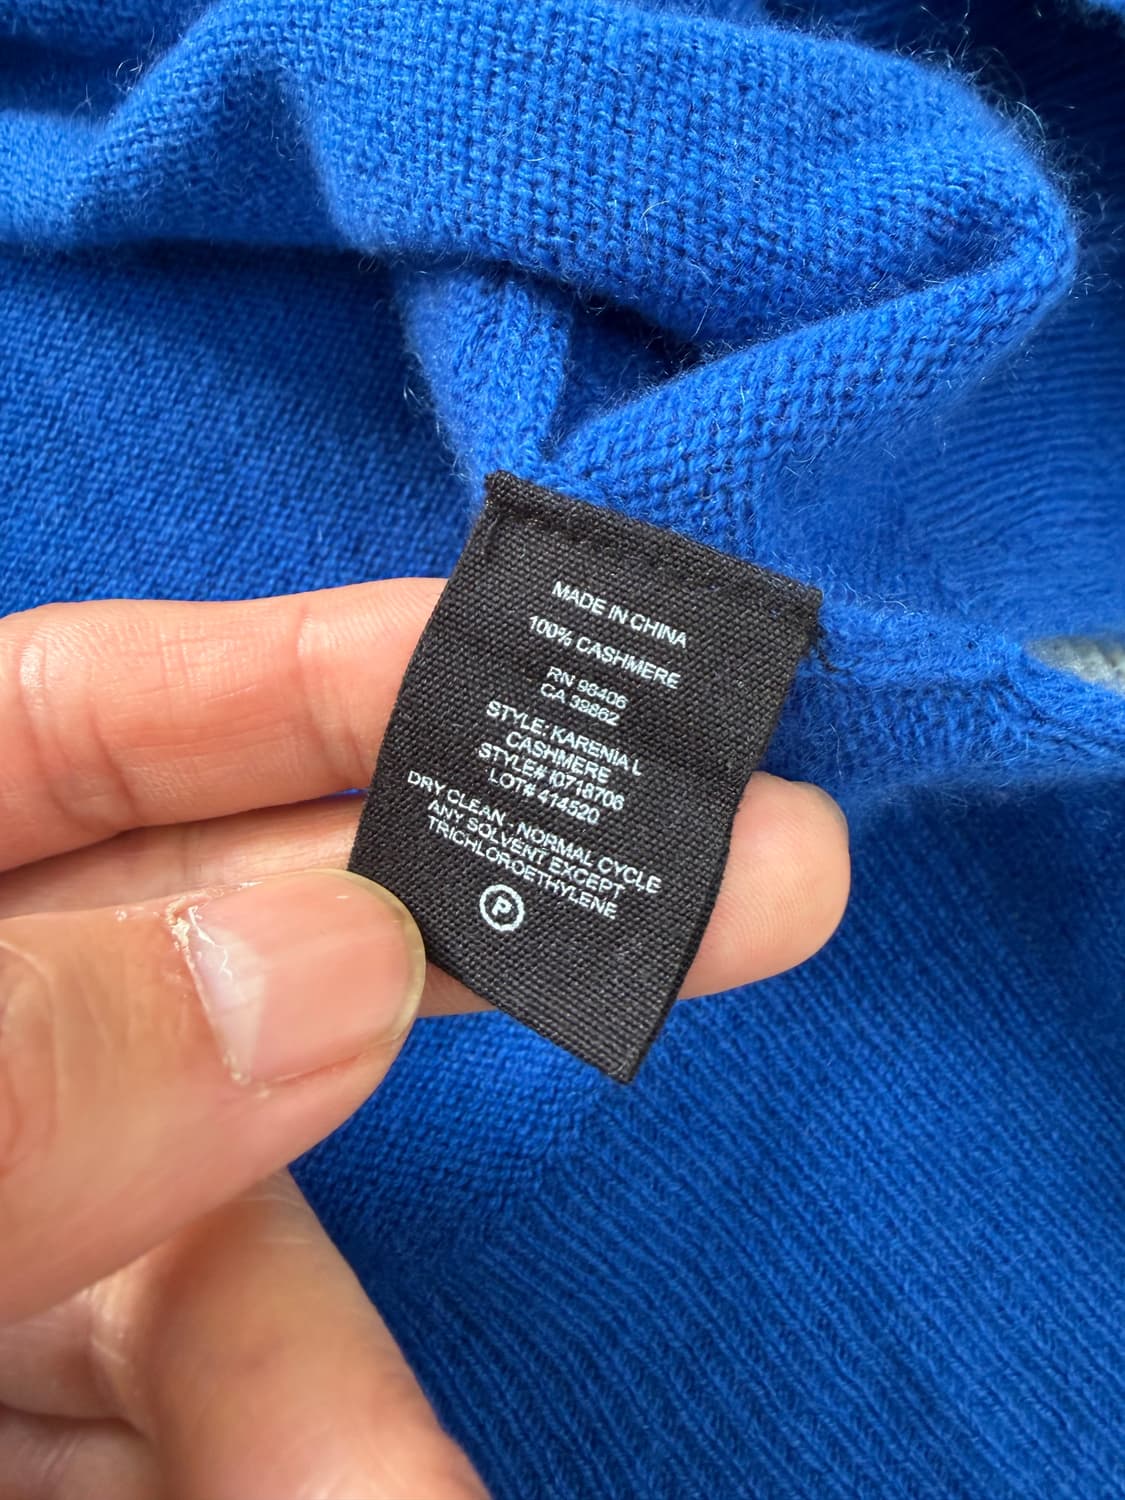 MADE IN CHINA
100% CASHMERE
RN 98406
CA 39862
STYLE: KARENIA L
CASHMERE
STYLE# I0718706
LOT# 414520
DRY CLEAN, NORMAL CYCLE
ANY SOLVENT EXCEPT
TRICHLOROETHYLENE
P